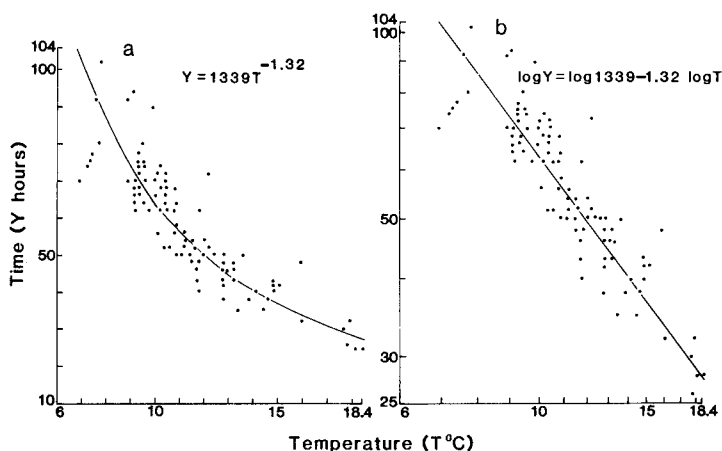 a
Y=1339T^-1.32
Time (Y hours)
104
100
50
10
6
10
15
18.4
b
logY=log1339-1.32 logT
104
100
50
30
25
6
10
15
18.4
Temperature (T°C)